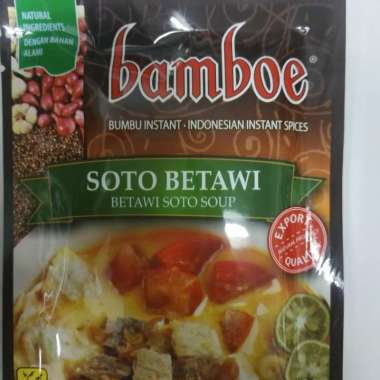 NATURAL
INGREDIENTS
DENGAN BAHAN
ALAMI
bamboe®
BUMBU INSTANT · INDONESIAN INSTANT SPICES
SOTO BETAWI
BETAWI SOTO SOUP
EXPORT
QUALITY